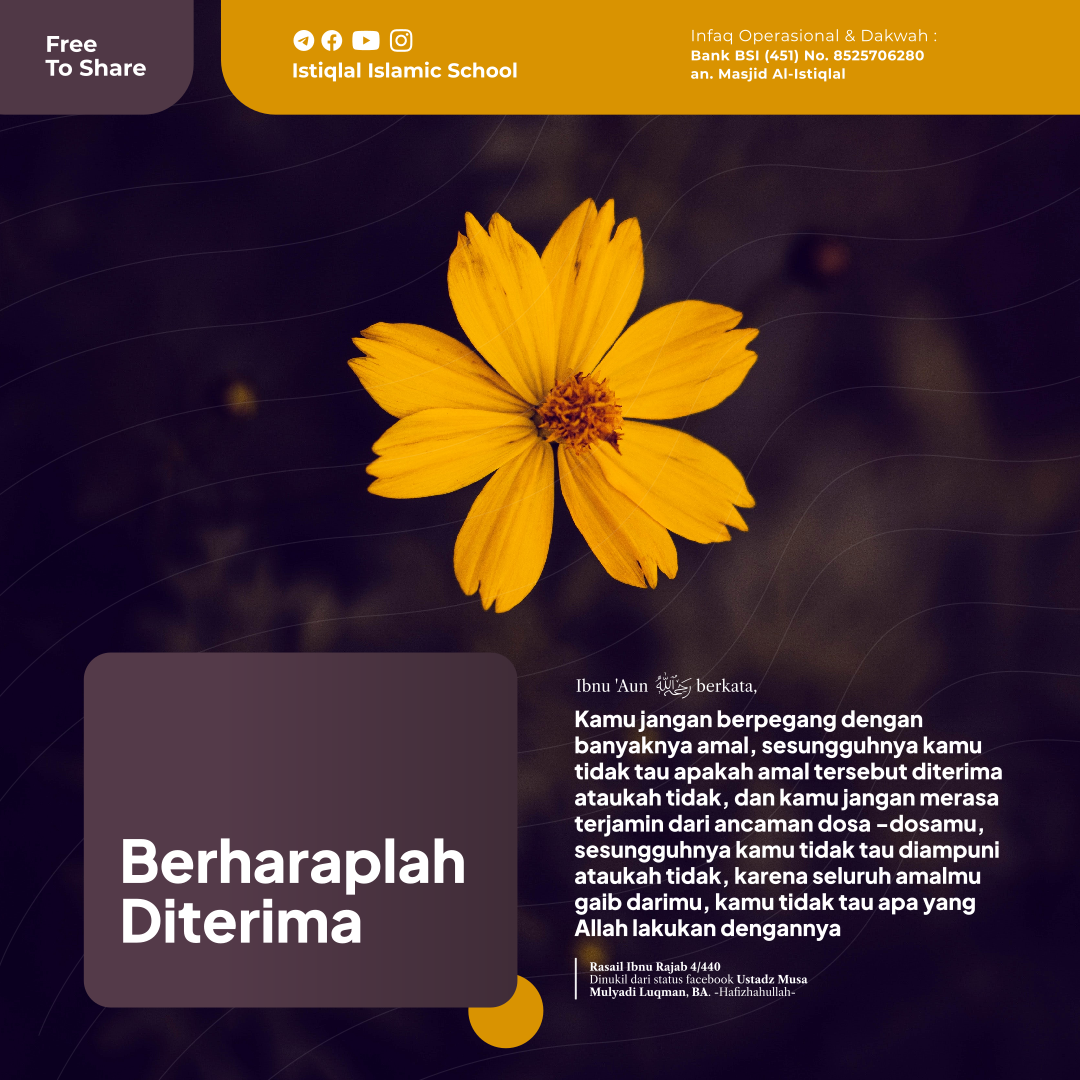 Free
To Share
Istiqlal Islamic School
Infaq Operasional & Dakwah :
Bank BSI (451) No. 8525706280
an. Masjid Al-Istiqlal
Berharaplah
Diterima
Ibnu 'Aun رحمه الله berkata,
Kamu jangan berpegang dengan
banyaknya amal, sesungguhnya kamu
tidak tau apakah amal tersebut diterima
ataukah tidak, dan kamu jangan merasa
terjamin dari ancaman dosa –dosamu,
sesungguhnya kamu tidak tau diampuni
ataukah tidak, karena seluruh amalmu
gaib darimu, kamu tidak tau apa yang
Allah lakukan dengannya
Rasail Ibnu Rajab 4/440
Dinukil dari status facebook Ustadz Musa
Mulyadi Luqman, BA. -Hafizhahullah-